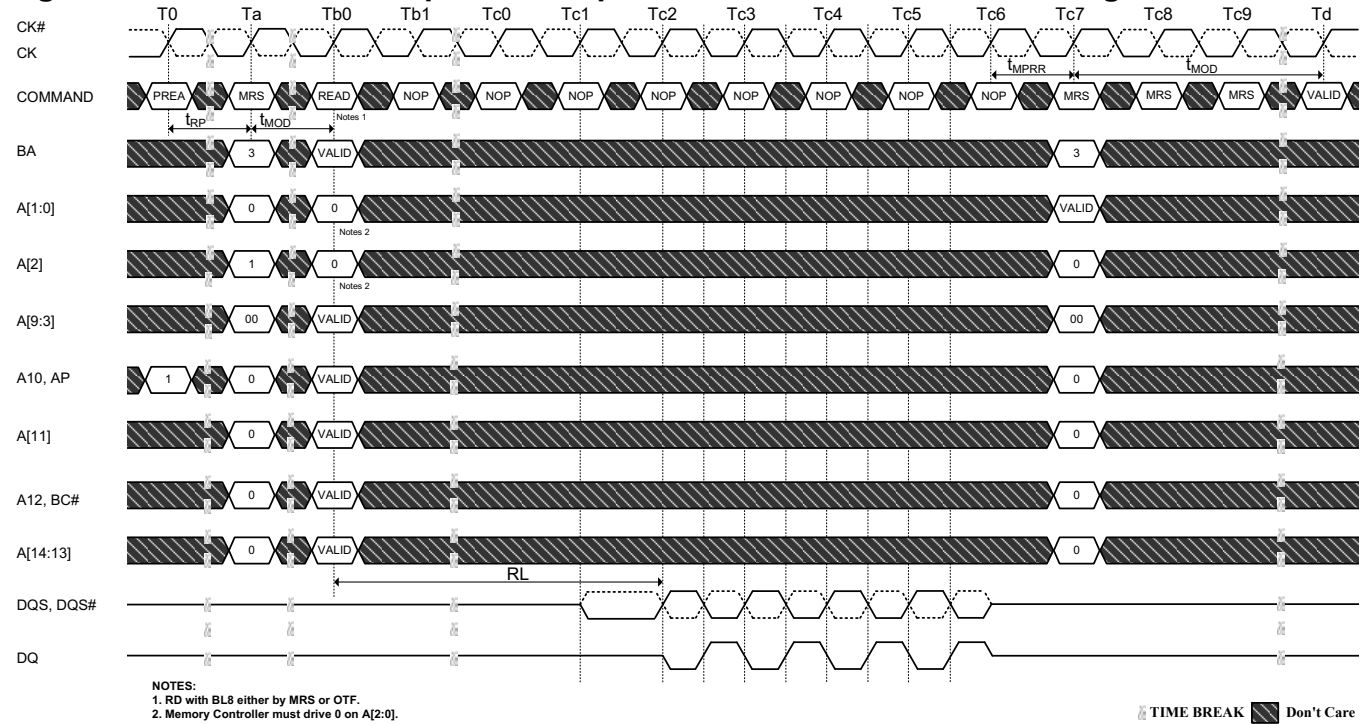 T0 Ta Tb0 Tb1 Tc0 Tc1 Tc2 Tc3 Tc4 Tc5 Tc6 Tc7 Tc8 Tc9 Td
CK#
CK
tMPRR tMOD
COMMAND PREA MRS READ NOP NOP NOP NOP NOP NOP NOP NOP MRS MRS MRS VALID
Notes 1
tRP tMOD
BA 3 VALID 3
A[1:0] 0 0 VALID
Notes 2
A[2] 1 0 0
Notes 2
A[9:3] 00 VALID 00
A10, AP 1 0 VALID 0
A[11] 0 VALID 0
A12, BC# 0 VALID 0
A[14:13] 0 VALID 0
RL
DQS, DQS#
DQ
NOTES:
1. RD with BL8 either by MRS or OTF.
2. Memory Controller must drive 0 on A[2:0].
TIME BREAK Don't Care